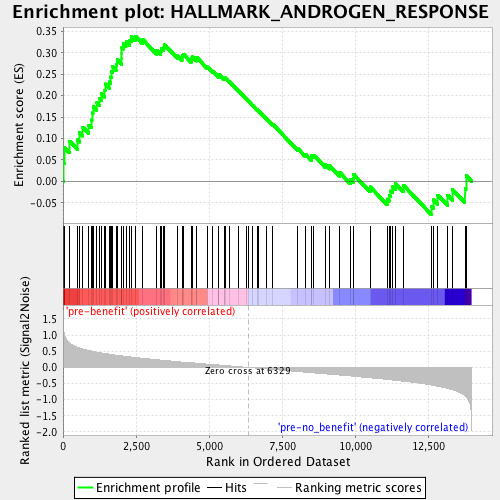 Enrichment plot: HALLMARK_ANDROGEN_RESPONSE
Enrichment score (ES)
0.35
0.30
0.25
0.20
0.15
0.10
0.05
0.00
-0.05
'pre-benefit' (positively correlated)
Ranked list metric (Signal2Noise)
1.5
1.0
0.5
0.0
-0.5
-1.0
-1.5
-2.0
Zero cross at 6329
'pre-no_benefit' (negatively correlated)
0
2,500
5,000
7,500
10,000
12,500
Rank in Ordered Dataset
Enrichment profile
Hits
Ranking metric scores